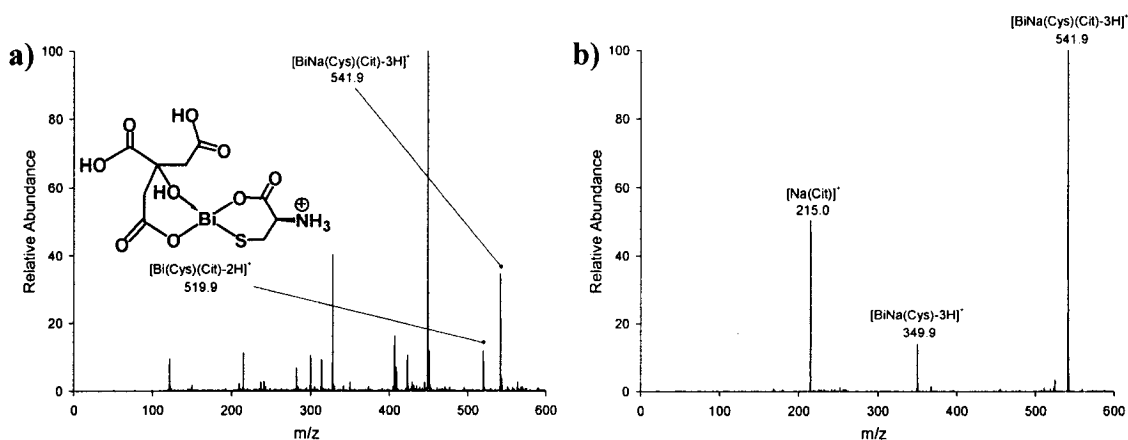 a)
[BiNa(Cys)(Cit)-3H]⁺
541.9
[Bi(Cys)(Cit)-2H]⁺
519.9
HO
O
HO
O
HO
O
O
Bi
O
O
S
⊕
NH₃
Relative Abundance
100
80
60
40
20
0
0 100 200 300 400 500 600
m/z
b)
[BiNa(Cys)(Cit)-3H]⁺
541.9
[Na(Cit)]⁺
215.0
[BiNa(Cys)-3H]⁺
349.9
Relative Abundance
100
80
60
40
20
0
0 100 200 300 400 500 600
m/z